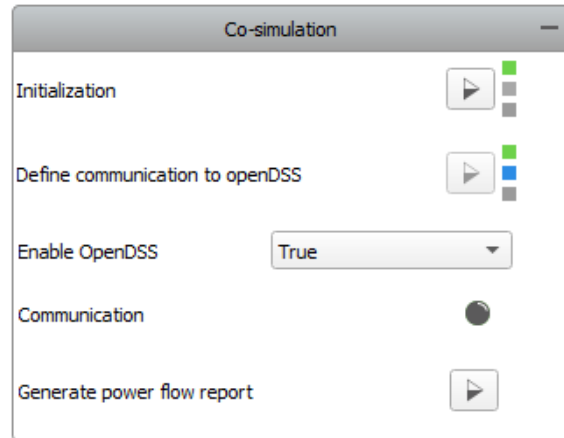 Co-simulation
Initialization
Define communication to openDSS
Enable OpenDSS True
Communication
Generate power flow report